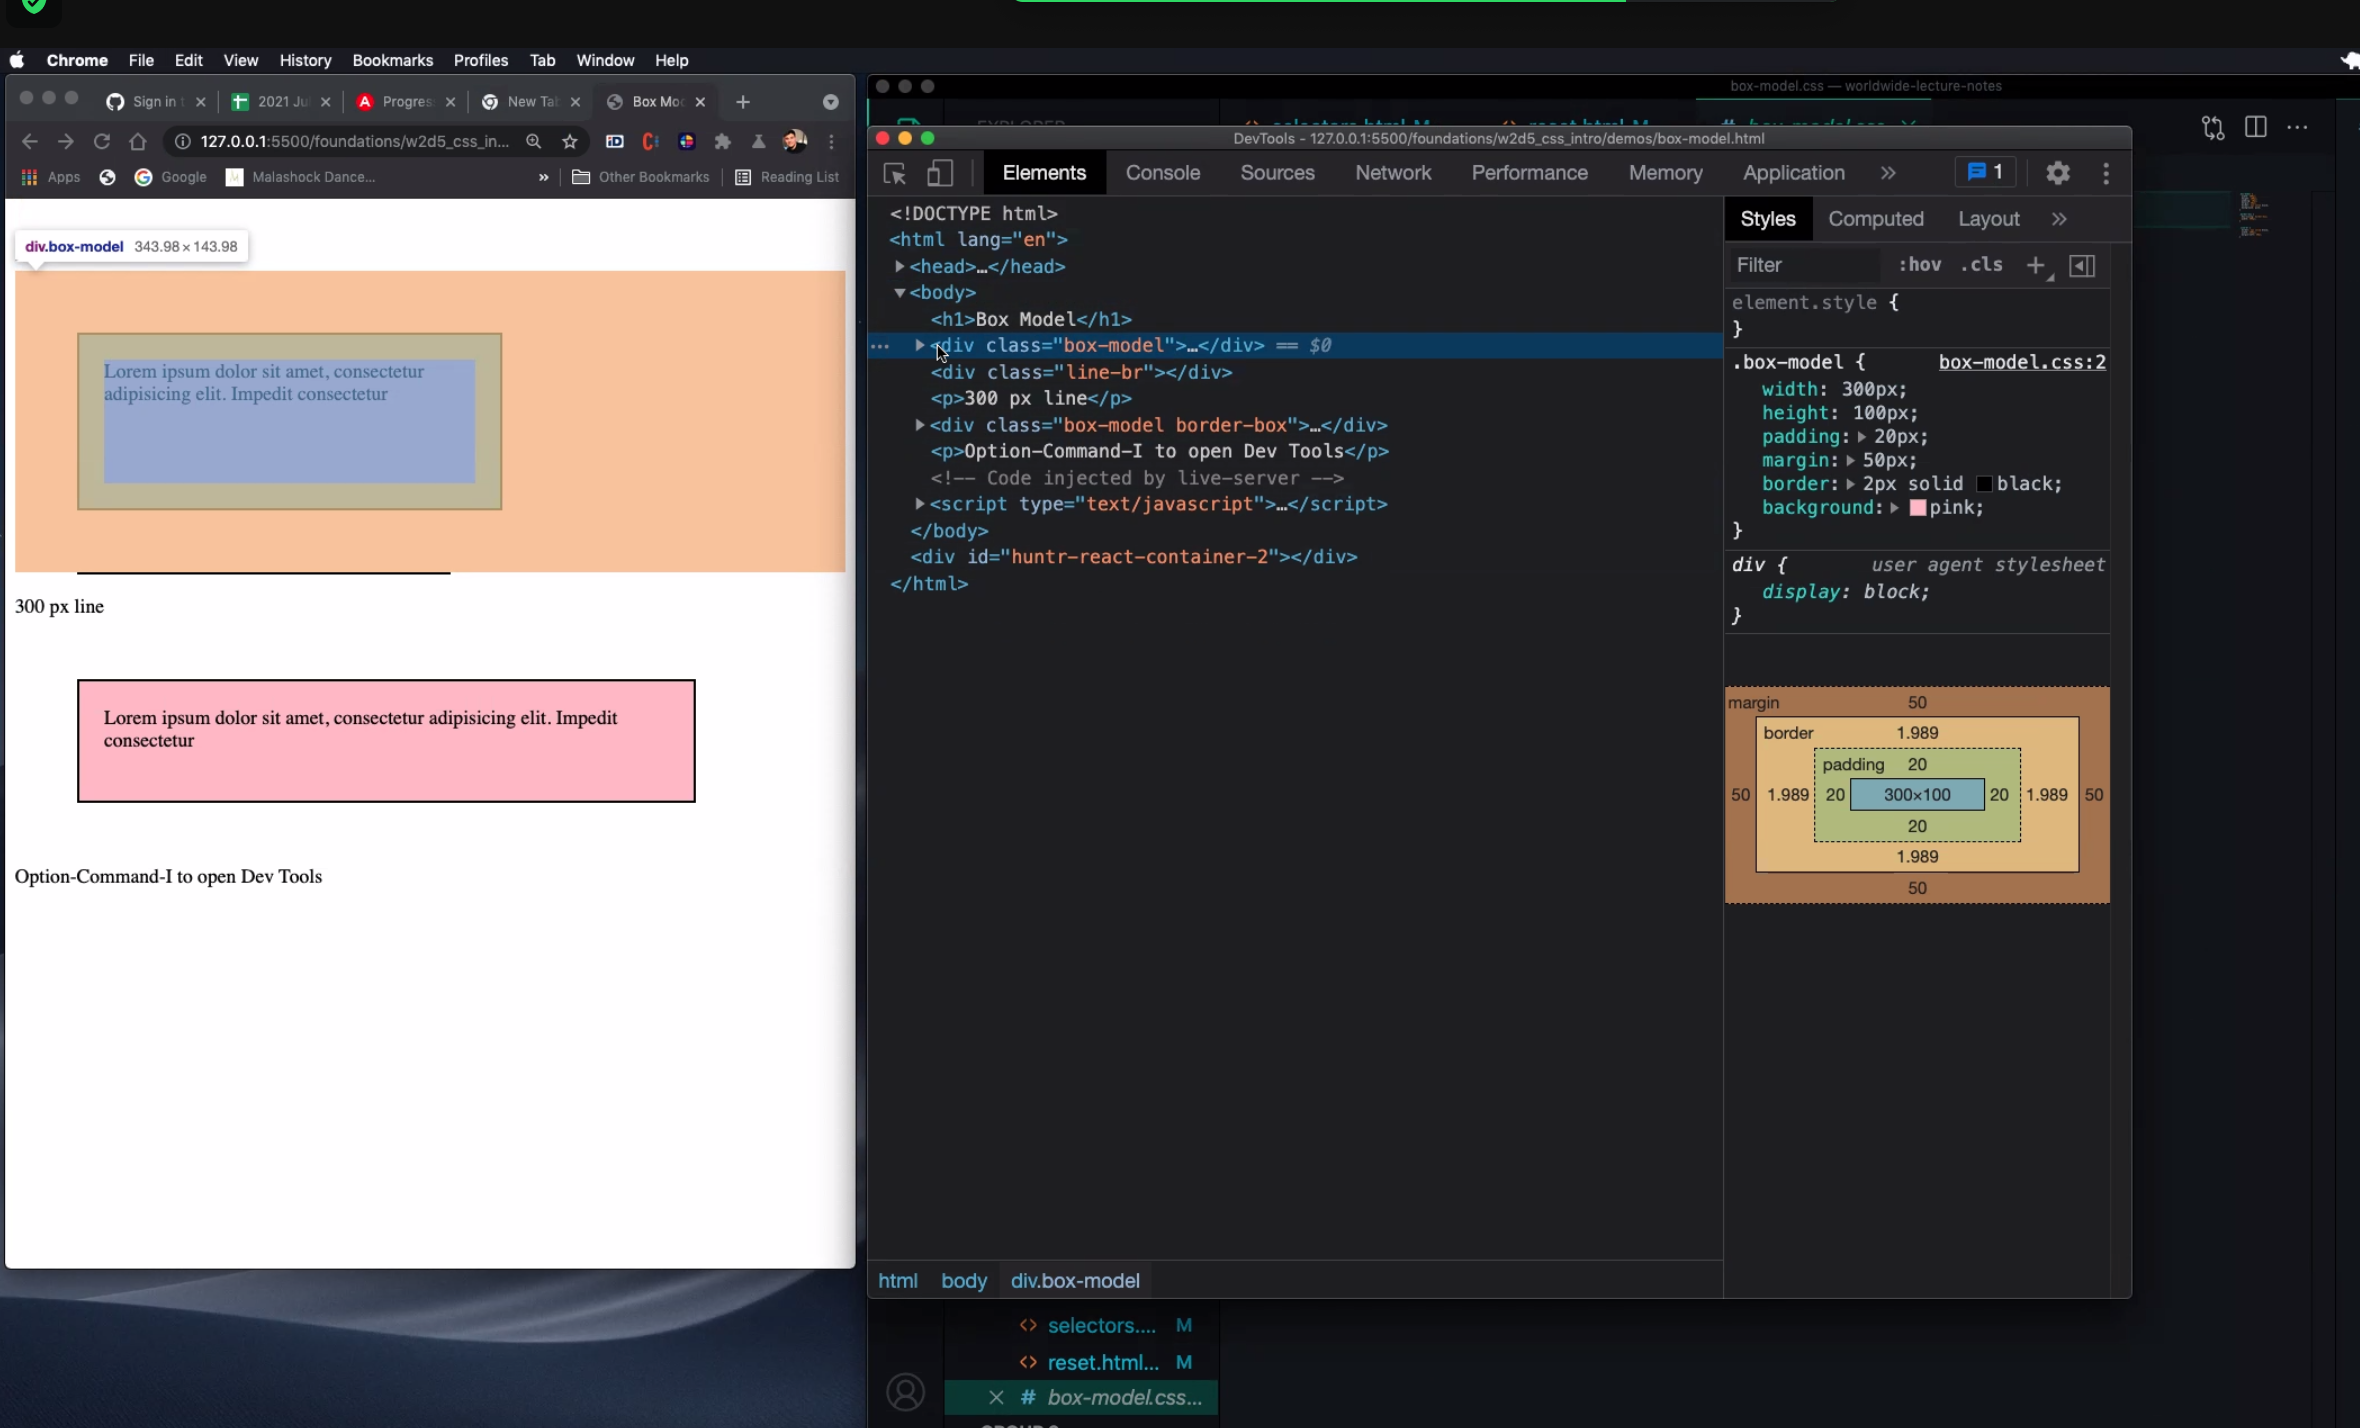 Chrome File Edit View History Bookmarks Profiles Tab Window Help
Sign in
2021 Ju
Progres
New Ta
Box Mo
127.0.0.1:5500/foundations/w2d5_css_in...
Apps
Google
Malashock Dance...
»
Other Bookmarks
Reading List
div.box-model 343.98 × 143.98
Lorem ipsum dolor sit amet, consectetur
adipisicing elit. Impedit consectetur
300 px line
Lorem ipsum dolor sit amet, consectetur adipisicing elit. Impedit
consectetur
Option-Command-I to open Dev Tools
box-model.css — worldwide-lecture-notes
DevTools - 127.0.0.1:5500/foundations/w2d5_css_intro/demos/box-model.html
Elements Console Sources Network Performance Memory Application » 1
<!DOCTYPE html>
<html lang="en">
<head>…</head>
<body>
<h1>Box Model</h1>
<div class="box-model">…</div> == $0
<div class="line-br"></div>
<p>300 px line</p>
<div class="box-model border-box">…</div>
<p>Option-Command-I to open Dev Tools</p>
<!-- Code injected by live-server -->
<script type="text/javascript">…</script>
</body>
<div id="huntr-react-container-2"></div>
</html>
html body div.box-model
Styles Computed Layout »
Filter :hov .cls +
element.style {
}
.box-model { box-model.css:2
width: 300px;
height: 100px;
padding: 20px;
margin: 50px;
border: 2px solid black;
background: pink;
}
div { user agent stylesheet
display: block;
}
margin 50
border 1.989
padding 20
50 1.989 20 300×100 20 1.989 50
20
1.989
50
<> selectors.... M
<> reset.html... M
# box-model.css...